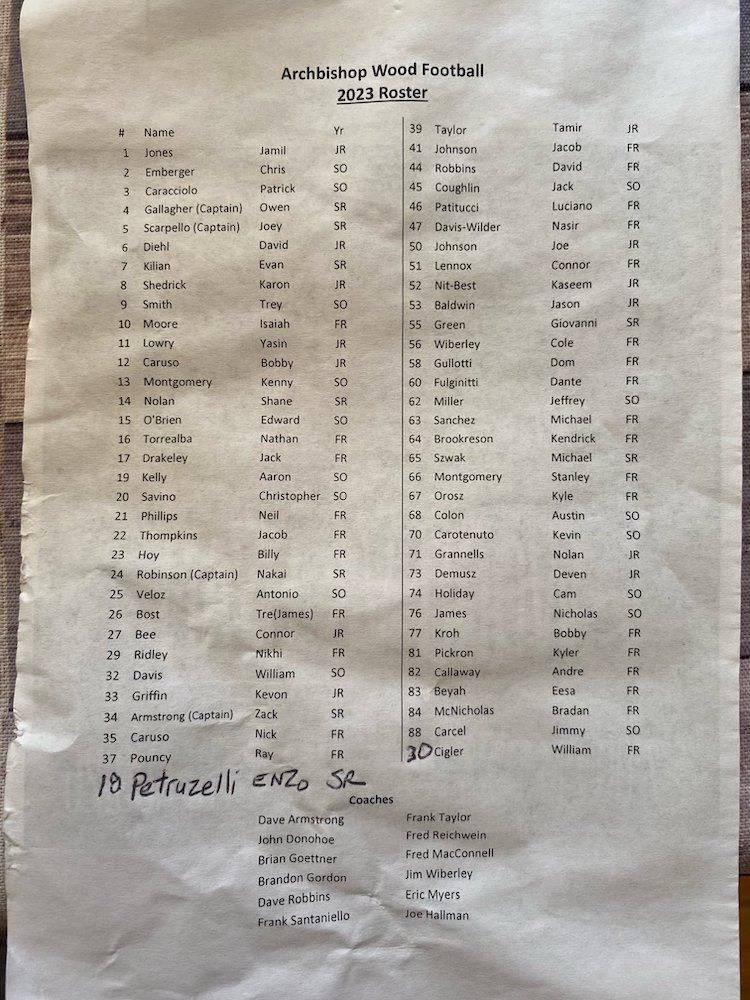 Archbishop Wood Football
2023 Roster
# Name Yr
1 Jones Jamil JR
2 Emberger Chris SO
3 Caracciolo Patrick SO
4 Gallagher (Captain) Owen SR
5 Scarpello (Captain) Joey SR
6 Diehl David JR
7 Kilian Evan SR
8 Shedrick Karon JR
9 Smith Trey SO
10 Moore Isaiah FR
11 Lowry Yasin JR
12 Caruso Bobby JR
13 Montgomery Kenny SO
14 Nolan Shane SR
15 O'Brien Edward SO
16 Torrealba Nathan FR
17 Drakeley Jack FR
19 Kelly Aaron SO
20 Savino Christopher SO
21 Phillips Neil FR
22 Thompkins Jacob FR
23 Hoy Billy FR
24 Robinson (Captain) Nakai SR
25 Veloz Antonio SO
26 Bost Tre(James) FR
27 Bee Connor JR
29 Ridley Nikhi FR
32 Davis William SO
33 Griffin Kevon JR
34 Armstrong (Captain) Zack SR
35 Caruso Nick FR
37 Pouncy Ray FR
18 Petruzelli ENZO SR
39 Taylor Tamir JR
41 Johnson Jacob FR
44 Robbins David FR
45 Coughlin Jack SO
46 Patitucci Luciano FR
47 Davis-Wilder Nasir FR
50 Johnson Joe JR
51 Lennox Connor FR
52 Nit-Best Kaseem JR
53 Baldwin Jason JR
55 Green Giovanni SR
56 Wiberley Cole FR
58 Gullotti Dom FR
60 Fulginitti Dante FR
62 Miller Jeffrey SO
63 Sanchez Michael FR
64 Brookreson Kendrick FR
65 Szwak Michael SR
66 Montgomery Stanley FR
67 Orosz Kyle FR
68 Colon Austin SO
70 Carotenuto Kevin SO
71 Grannells Nolan JR
73 Demusz Deven JR
74 Holiday Cam SO
76 James Nicholas SO
77 Kroh Bobby FR
81 Pickron Kyler FR
82 Callaway Andre FR
83 Beyah Eesa FR
84 McNicholas Bradan FR
88 Carcel Jimmy SO
30 Cigler William FR
Coaches
Dave Armstrong
John Donohoe
Brian Goettner
Brandon Gordon
Dave Robbins
Frank Santaniello
Frank Taylor
Fred Reichwein
Fred MacConnell
Jim Wiberley
Eric Myers
Joe Hallman